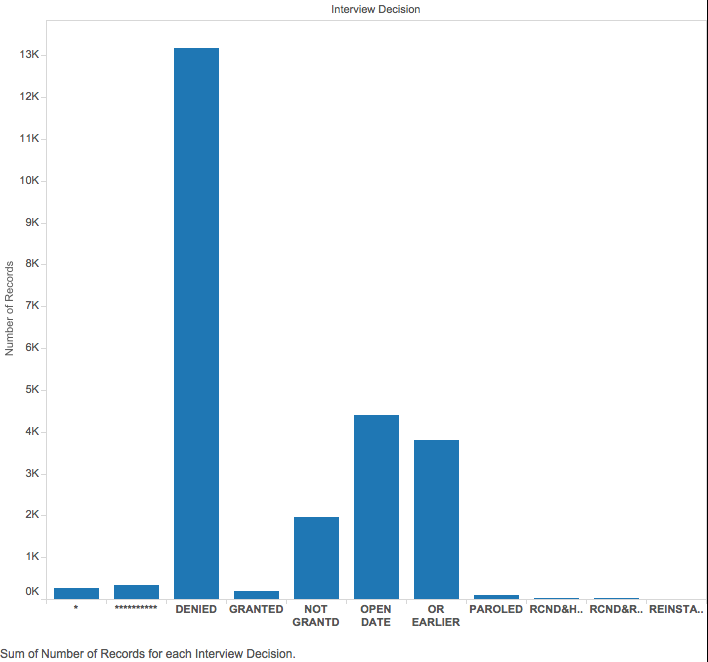 Interview Decision
13K
12K
11K
10K
9K
8K
7K
6K
5K
4K
3K
2K
1K
0K
Number of Records
*
**********
DENIED
GRANTED
NOT
GRANTD
OPEN
DATE
OR
EARLIER
PAROLED
RCND&H..
RCND&R..
REINSTA..
Sum of Number of Records for each Interview Decision.